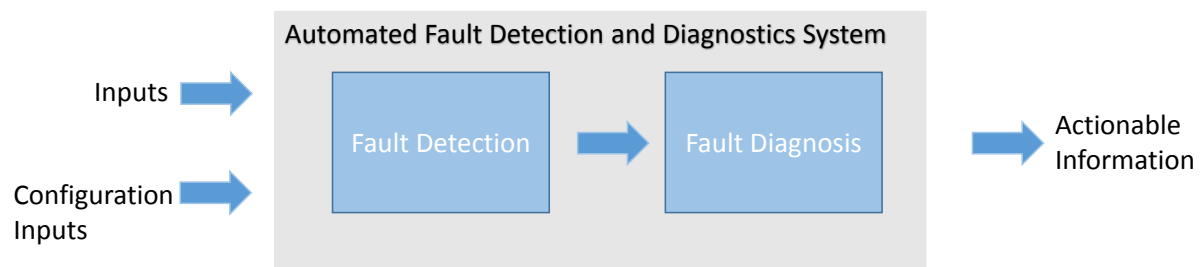 Automated Fault Detection and Diagnostics System
Inputs
Fault Detection
Fault Diagnosis
Actionable
Information
Configuration
Inputs